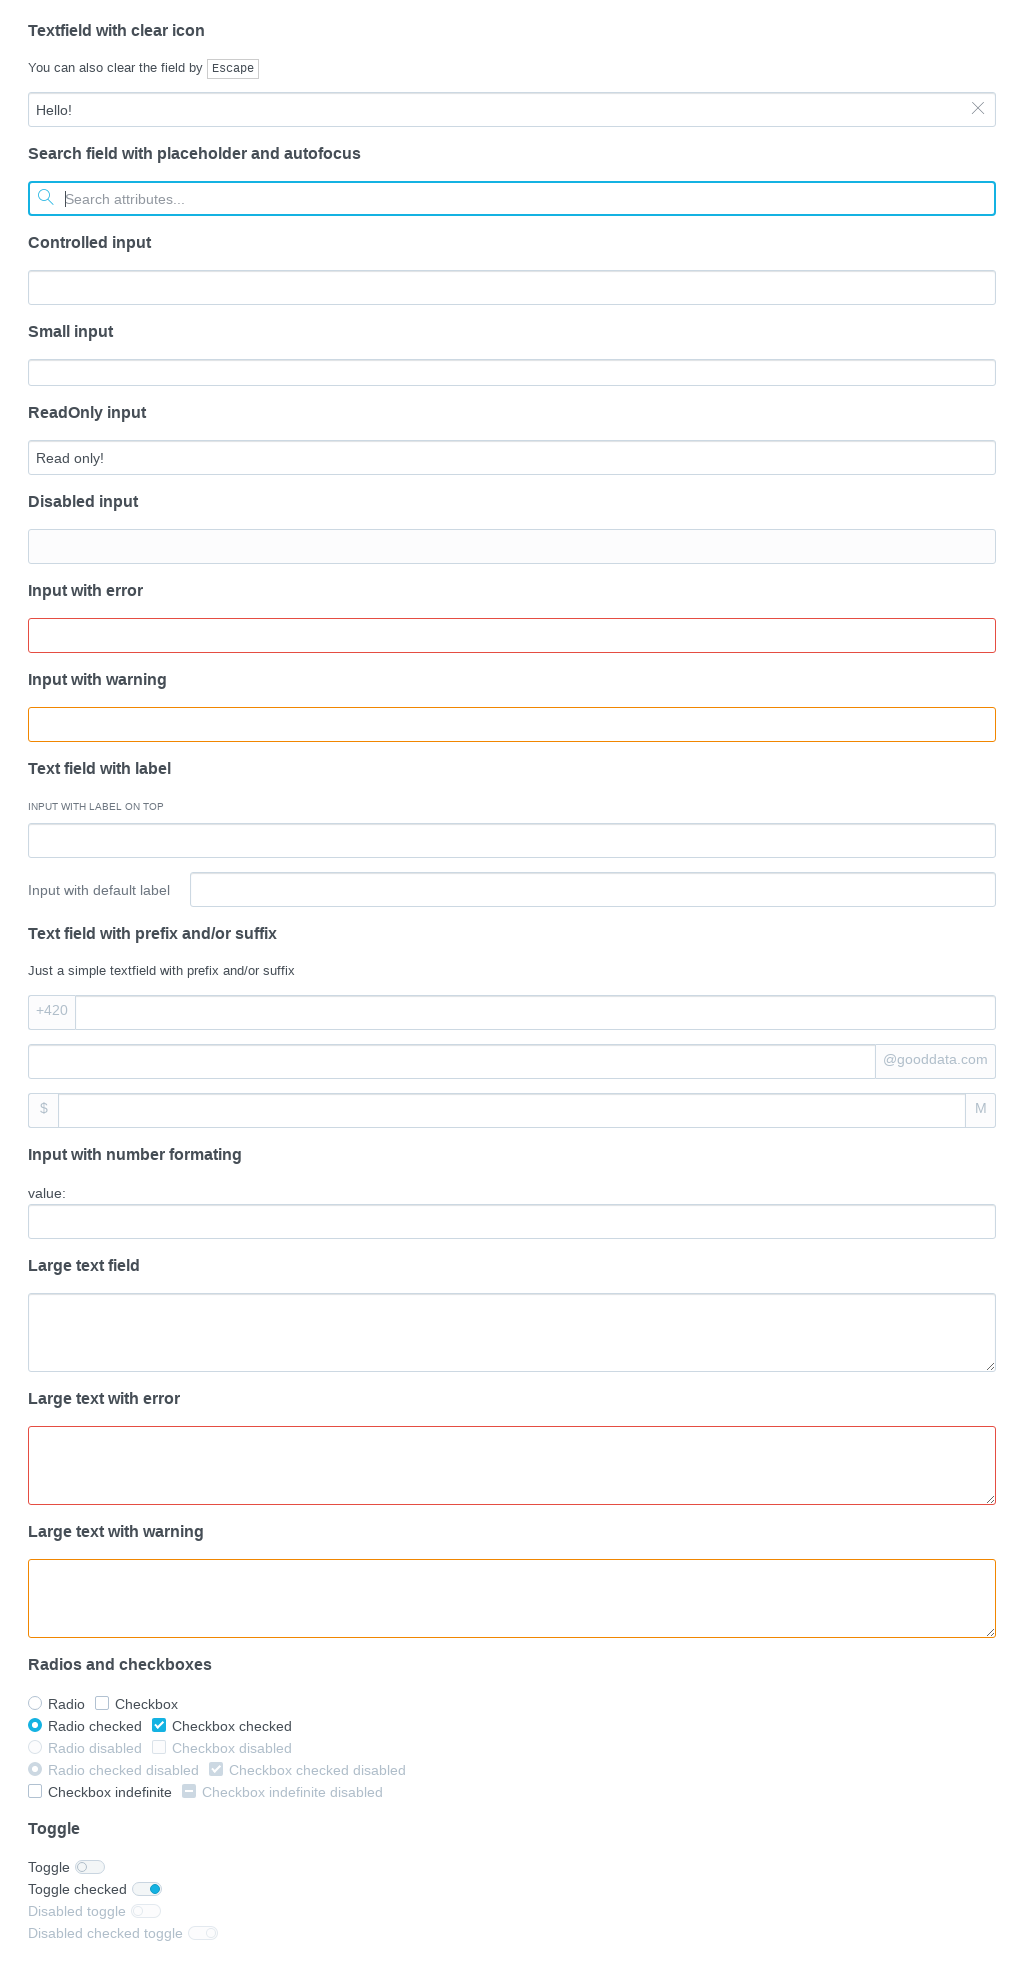 Textfield with clear icon
You can also clear the field by Escape
Hello!
Search field with placeholder and autofocus
Search attributes...
Controlled input
Small input
ReadOnly input
Read only!
Disabled input
Input with error
Input with warning
Text field with label
INPUT WITH LABEL ON TOP
Input with default label
Text field with prefix and/or suffix
Just a simple textfield with prefix and/or suffix
+420
@gooddata.com
$ M
Input with number formating
value:
Large text field
Large text with error
Large text with warning
Radios and checkboxes
Radio Checkbox
Radio checked Checkbox checked
Radio disabled Checkbox disabled
Radio checked disabled Checkbox checked disabled
Checkbox indefinite Checkbox indefinite disabled
Toggle
Toggle
Toggle checked
Disabled toggle
Disabled checked toggle